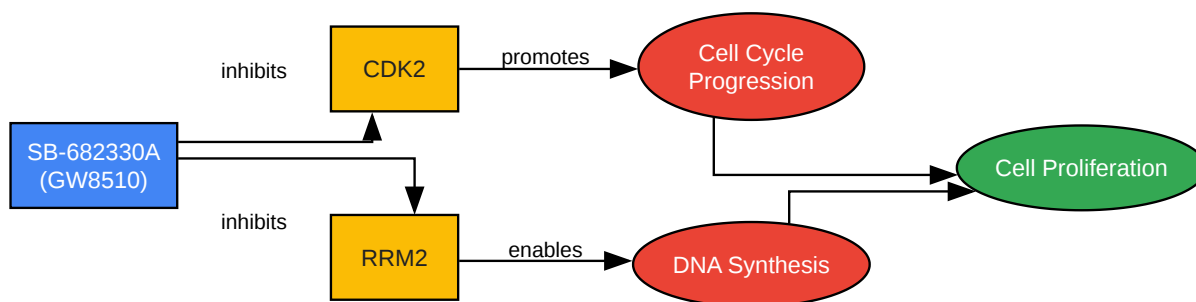 inhibits
CDK2
promotes
Cell Cycle
Progression
SB-682330A
(GW8510)
Cell Proliferation
inhibits
RRM2
enables
DNA Synthesis